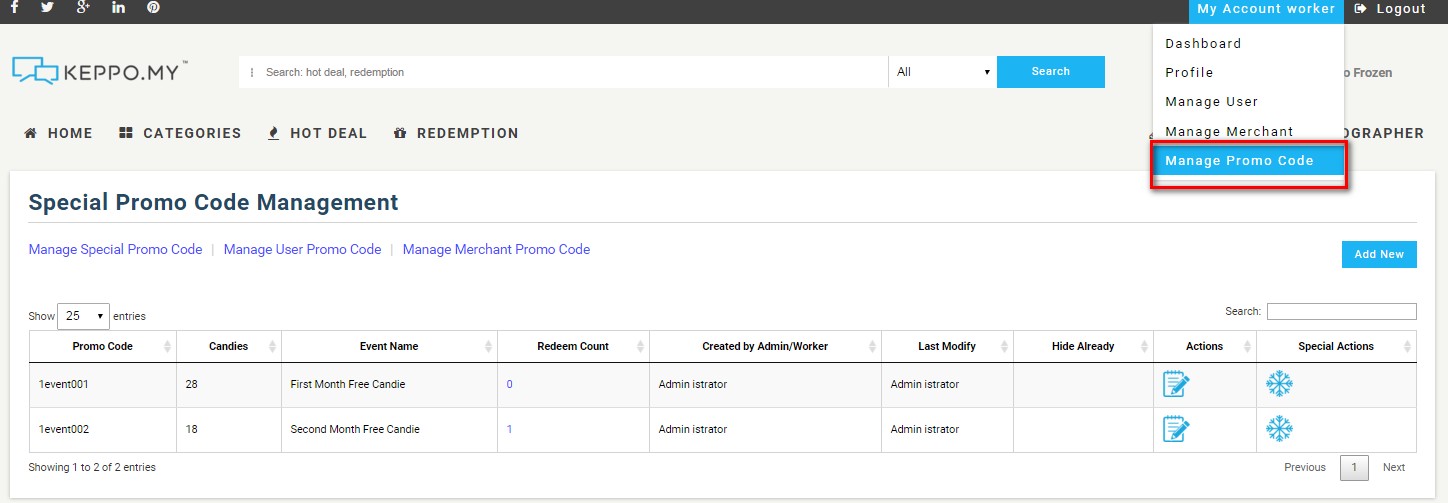 My Account worker
Logout
Dashboard
Profile
Manage User
Manage Merchant
Manage Promo Code
KEPPO.MY™
Search: hot deal, redemption
All
Search
o Frozen
HOME CATEGORIES HOT DEAL REDEMPTION
OGRAPHER
Special Promo Code Management
Manage Special Promo Code | Manage User Promo Code | Manage Merchant Promo Code
Add New
Show 25 entries
Search:
Promo Code Candies Event Name Redeem Count Created by Admin/Worker Last Modify Hide Already Actions Special Actions
1event001 28 First Month Free Candie 0 Admin istrator Admin istrator
1event002 18 Second Month Free Candie 1 Admin istrator Admin istrator
Showing 1 to 2 of 2 entries
Previous 1 Next